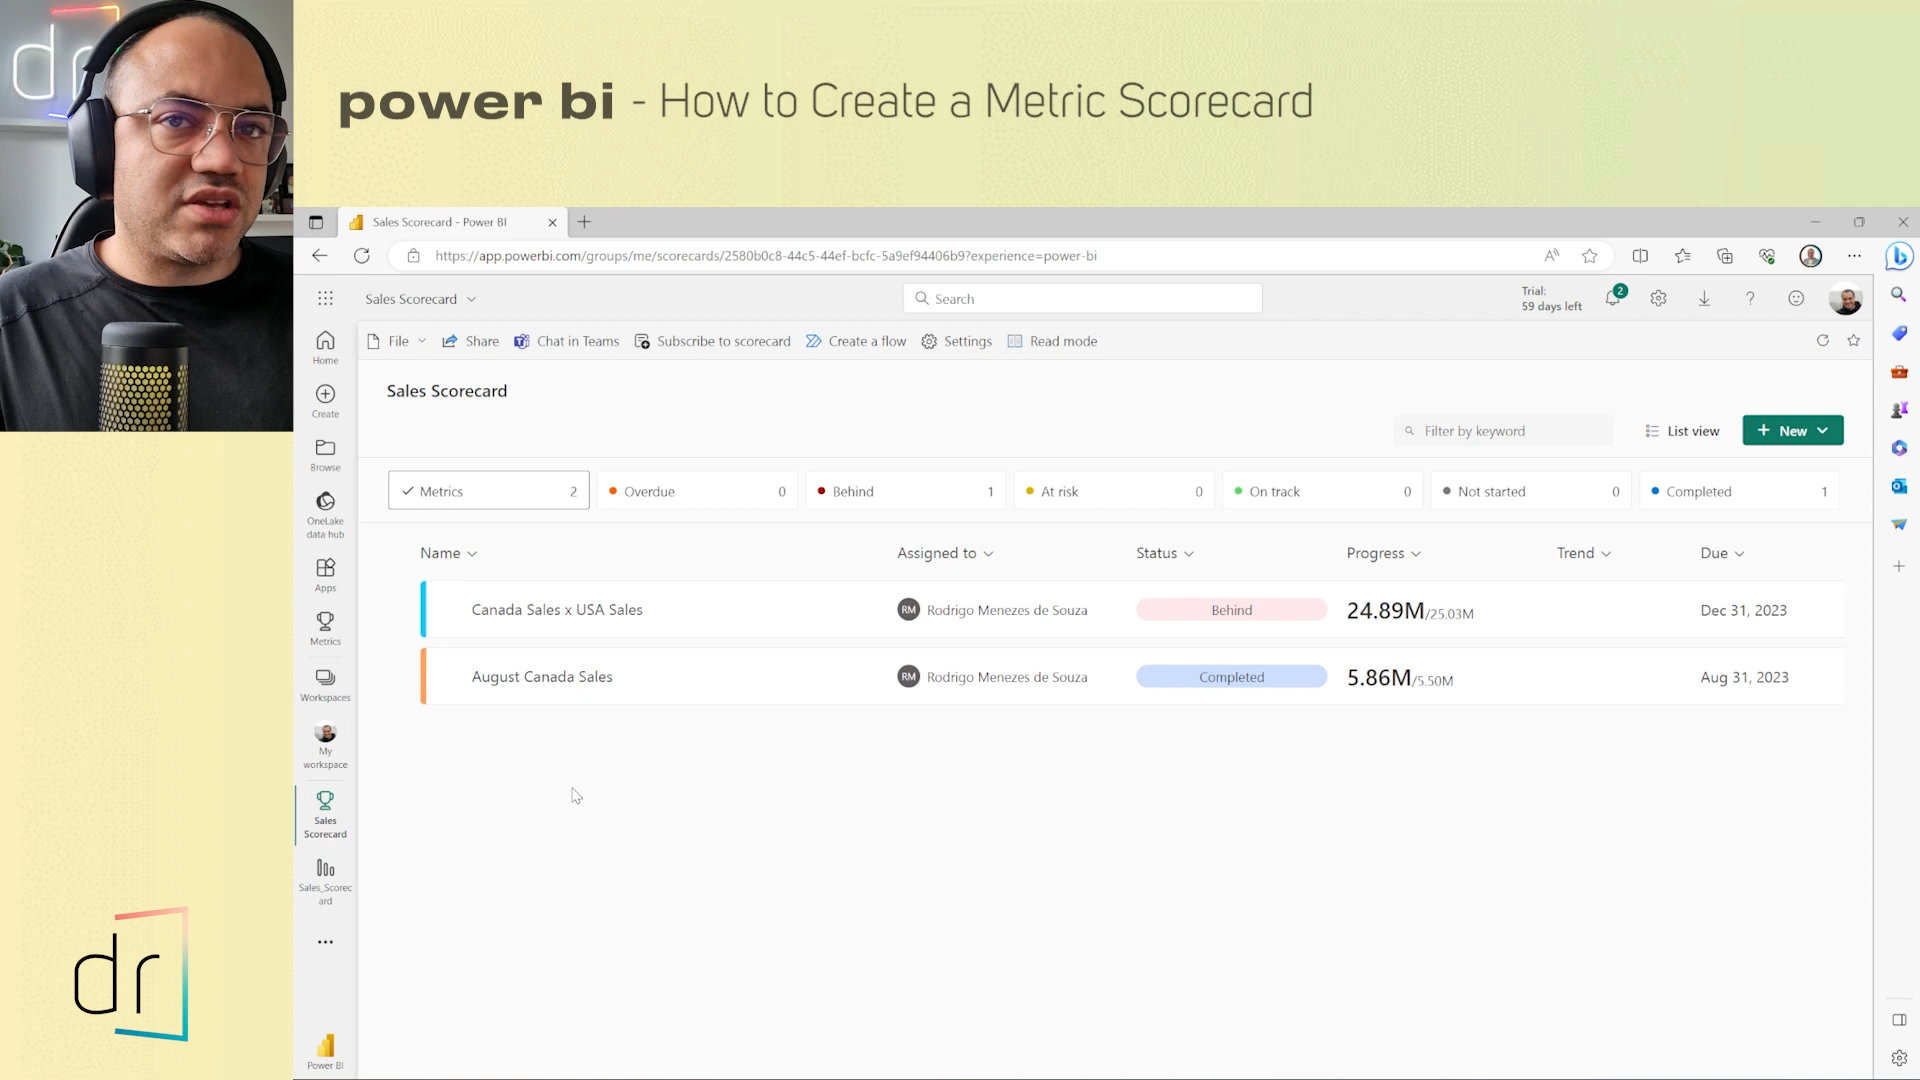 dr
power bi - How to Create a Metric Scorecard
Sales Scorecard - Power BI
https://app.powerbi.com/groups/me/scorecards/2580b0c8-44c5-44ef-bcfc-5a9ef94406b9?experience=power-bi
Sales Scorecard
Search
Trial:
59 days left
2
File
Share
Chat in Teams
Subscribe to scorecard
Create a flow
Settings
Read mode
Home
Create
Browse
OneLake
data hub
Apps
Metrics
Workspaces
My
workspace
Sales
Scorecard
Sales_Scorec
ard
Power BI
Sales Scorecard
Filter by keyword
List view
New
Metrics 2
Overdue 0
Behind 1
At risk 0
On track 0
Not started 0
Completed 1
Name Assigned to Status Progress Trend Due
Canada Sales x USA Sales RM Rodrigo Menezes de Souza Behind 24.89M/25.03M Dec 31, 2023
August Canada Sales RM Rodrigo Menezes de Souza Completed 5.86M/5.50M Aug 31, 2023
dr